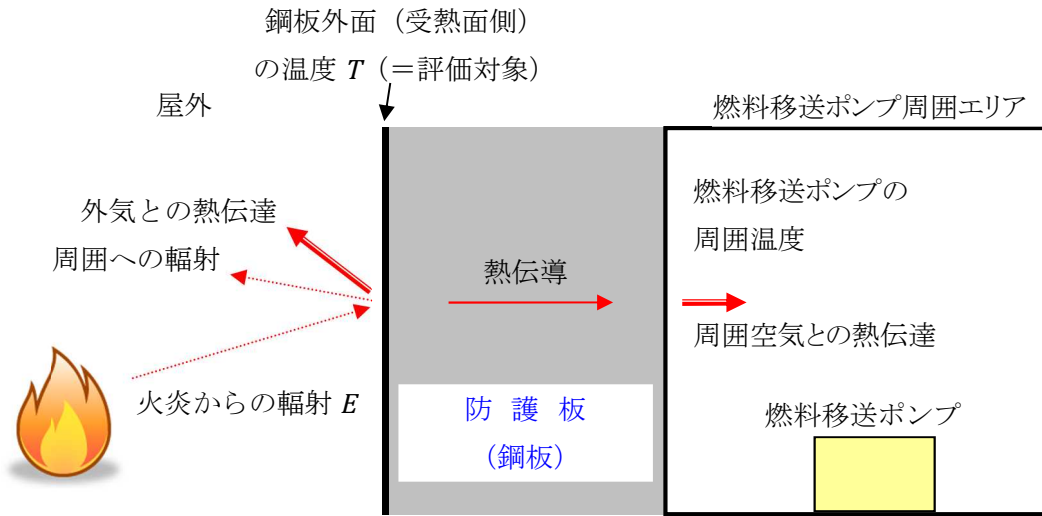 鋼板外面（受熱面側）
の温度 T（＝評価対象）
屋外
燃料移送ポンプ周囲エリア
外気との熱伝達
周囲への輻射
熱伝導
燃料移送ポンプの
周囲温度
周囲空気との熱伝達
火炎からの輻射 E
防 護 板
（鋼板）
燃料移送ポンプ